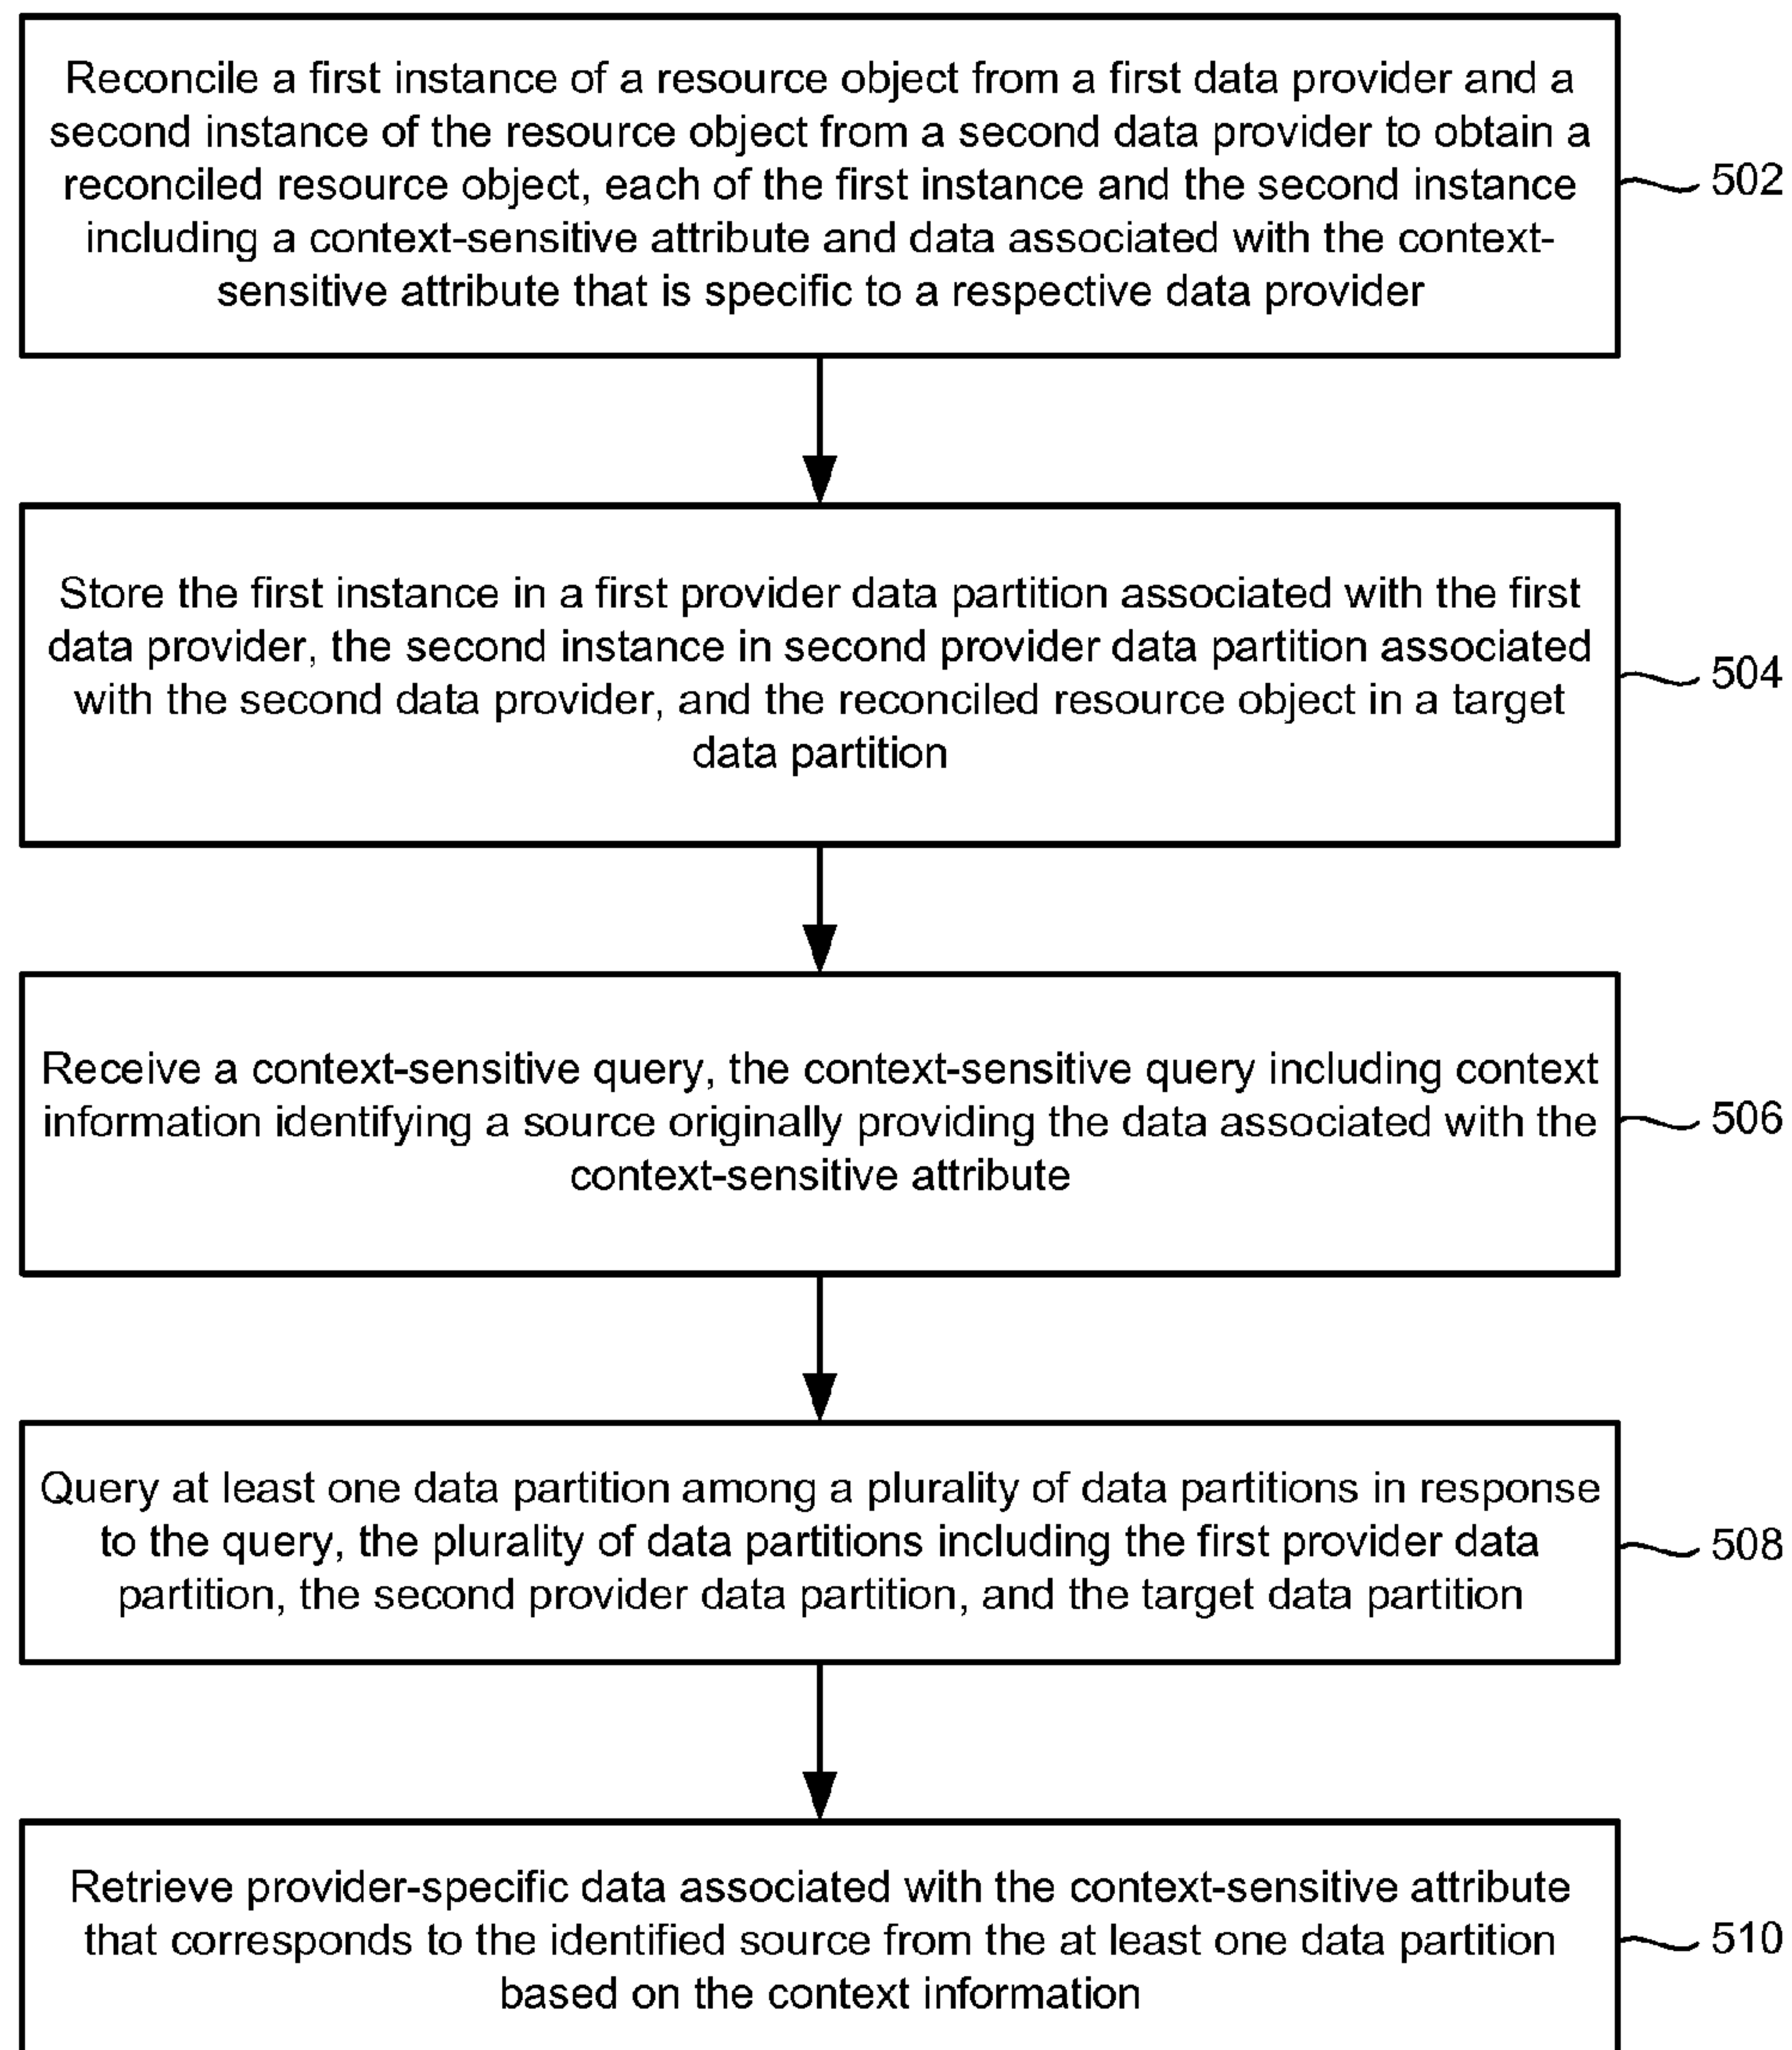 Reconcile a first instance of a resource object from a first data provider and a
second instance of the resource object from a second data provider to obtain a
reconciled resource object, each of the first instance and the second instance
including a context-sensitive attribute and data associated with the context-
sensitive attribute that is specific to a respective data provider
502
Store the first instance in a first provider data partition associated with the first
data provider, the second instance in second provider data partition associated
with the second data provider, and the reconciled resource object in a target
data partition
504
Receive a context-sensitive query, the context-sensitive query including context
information identifying a source originally providing the data associated with the
context-sensitive attribute
506
Query at least one data partition among a plurality of data partitions in response
to the query, the plurality of data partitions including the first provider data
partition, the second provider data partition, and the target data partition
508
Retrieve provider-specific data associated with the context-sensitive attribute
that corresponds to the identified source from the at least one data partition
based on the context information
510